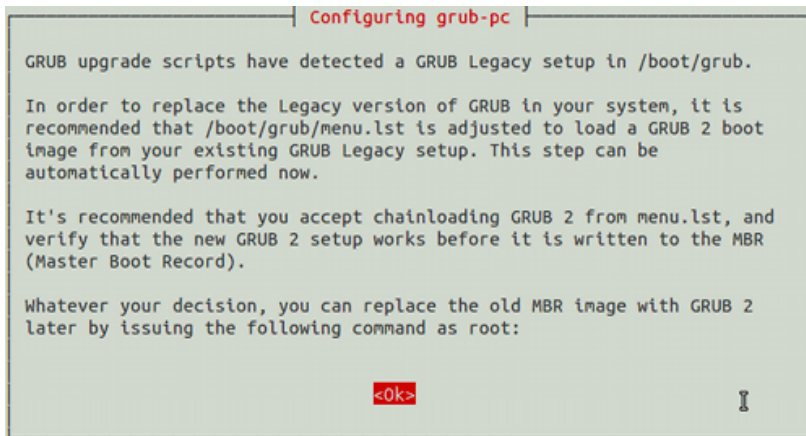 Configuring grub-pc
GRUB upgrade scripts have detected a GRUB Legacy setup in /boot/grub.
In order to replace the Legacy version of GRUB in your system, it is
recommended that /boot/grub/menu.lst is adjusted to load a GRUB 2 boot
image from your existing GRUB Legacy setup. This step can be
automatically performed now.
It's recommended that you accept chainloading GRUB 2 from menu.lst, and
verify that the new GRUB 2 setup works before it is written to the MBR
(Master Boot Record).
Whatever your decision, you can replace the old MBR image with GRUB 2
later by issuing the following command as root:
<Ok>